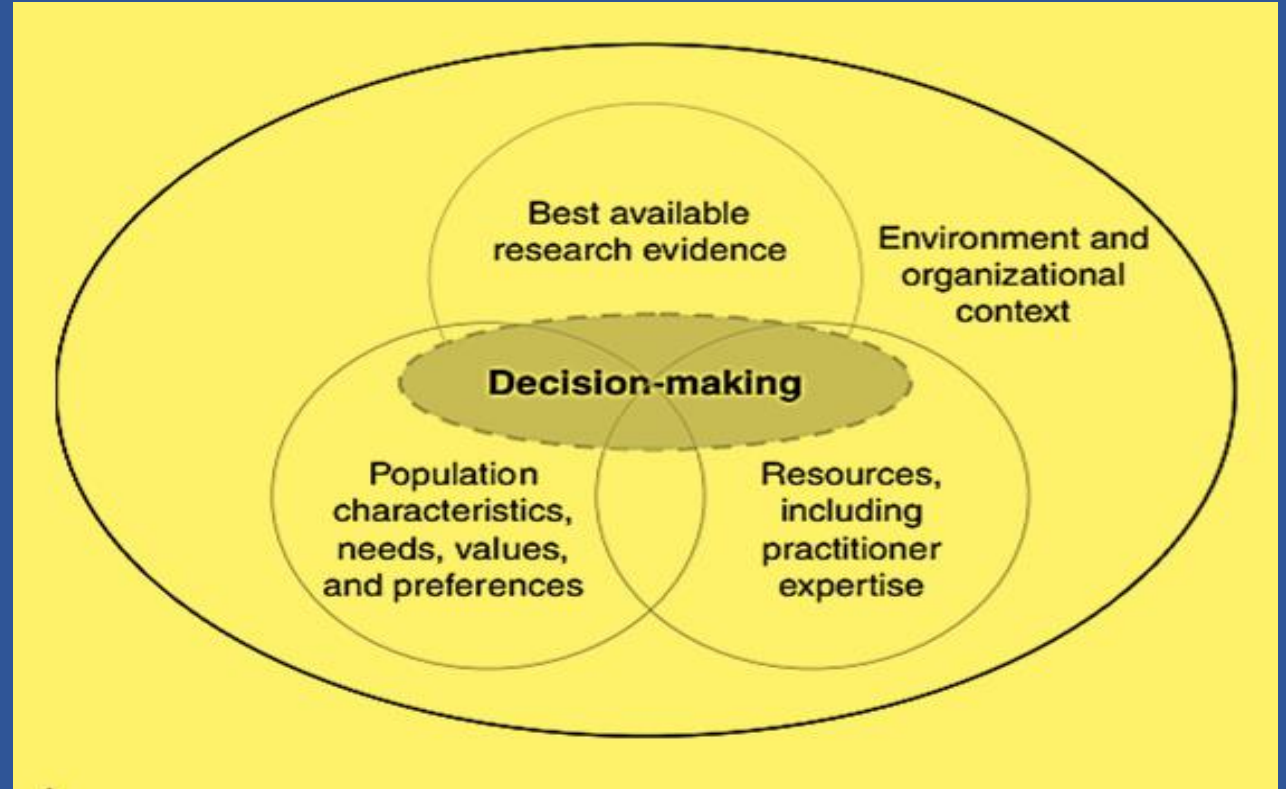 Best available
research evidence
Environment and
organizational
context
Decision-making
Population
characteristics,
needs, values,
and preferences
Resources,
including
practitioner
expertise